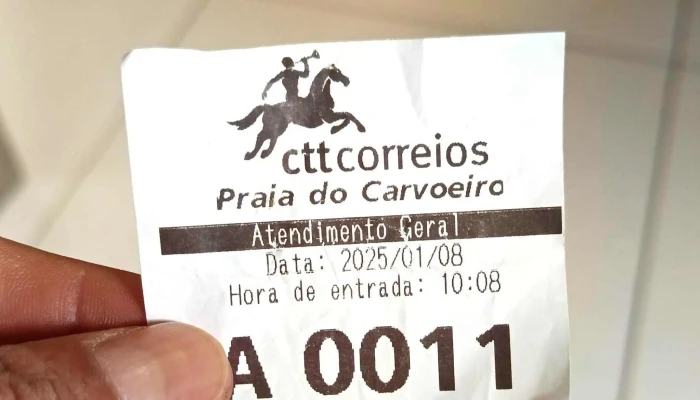 cttcorreios
Praia do Carvoeiro
Atendimento Geral
Data: 2025/01/08
Hora de entrada: 10:08
A 0011